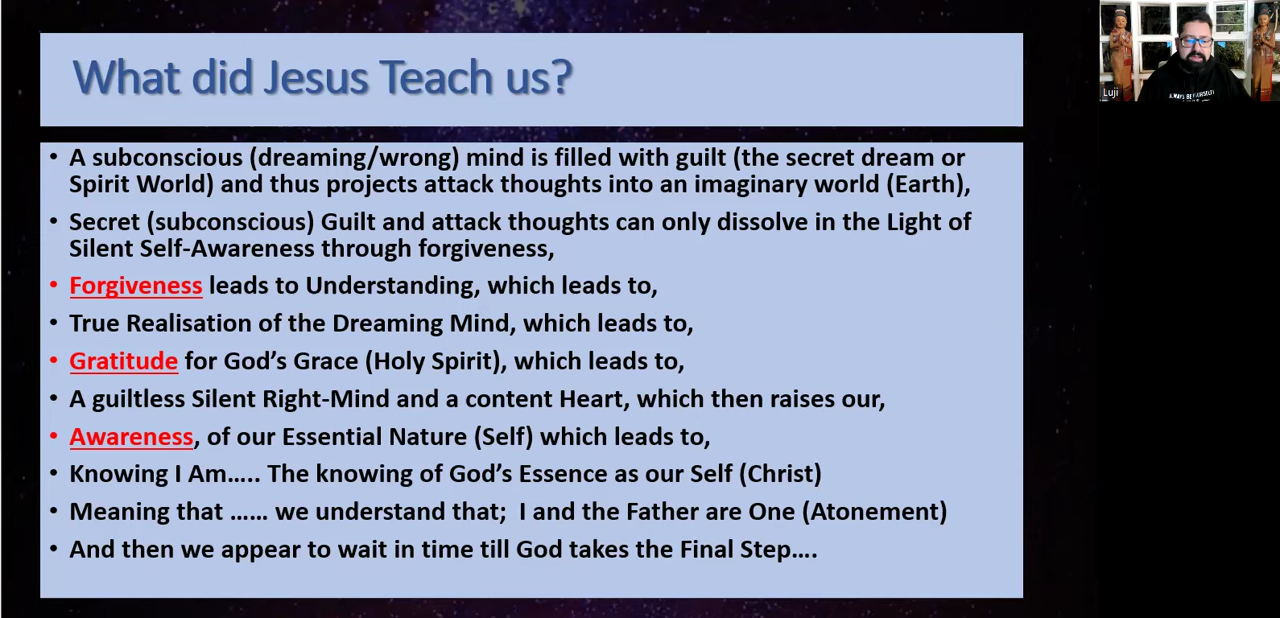 What did Jesus Teach us?
• A subconscious (dreaming/wrong) mind is filled with guilt (the secret dream or
Spirit World) and thus projects attack thoughts into an imaginary world (Earth),
• Secret (subconscious) Guilt and attack thoughts can only dissolve in the Light of
Silent Self-Awareness through forgiveness,
• Forgiveness leads to Understanding, which leads to,
• True Realisation of the Dreaming Mind, which leads to,
• Gratitude for God’s Grace (Holy Spirit), which leads to,
• A guiltless Silent Right-Mind and a content Heart, which then raises our,
• Awareness, of our Essential Nature (Self) which leads to,
• Knowing I Am….. The knowing of God’s Essence as our Self (Christ)
• Meaning that …… we understand that;  I and the Father are One (Atonement)
• And then we appear to wait in time till God takes the Final Step….
Luji